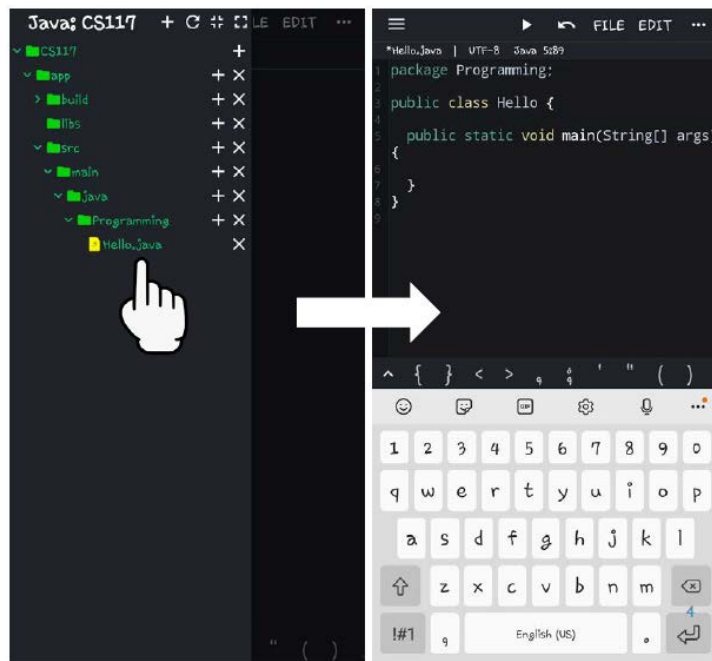 Java: CS117
LE EDIT ...
CS117
app
build
libs
src
main
java
Programming
Hello.java
" ( )
FILE EDIT ...
*Hello.java | UTF-8 Java 5:89
1 package Programming;
2
3 public class Hello {
4
5 public static void main(String[] args)
{
6
7 }
8 }
9
{ } < > , ; ' " ( )
GIF
1 2 3 4 5 6 7 8 9 0
q w e r t y u i o p
a s d f g h j k l
z x c v b n m
4
!#1 , English (US) .